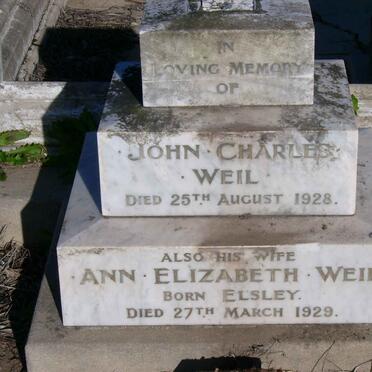 IN
LOVING MEMORY
OF
JOHN · CHARLES
WEIL
DIED 25TH AUGUST 1928.
ALSO HIS WIFE
ANN · ELIZABETH · WEIL
BORN ELSLEY.
DIED 27TH MARCH 1929.